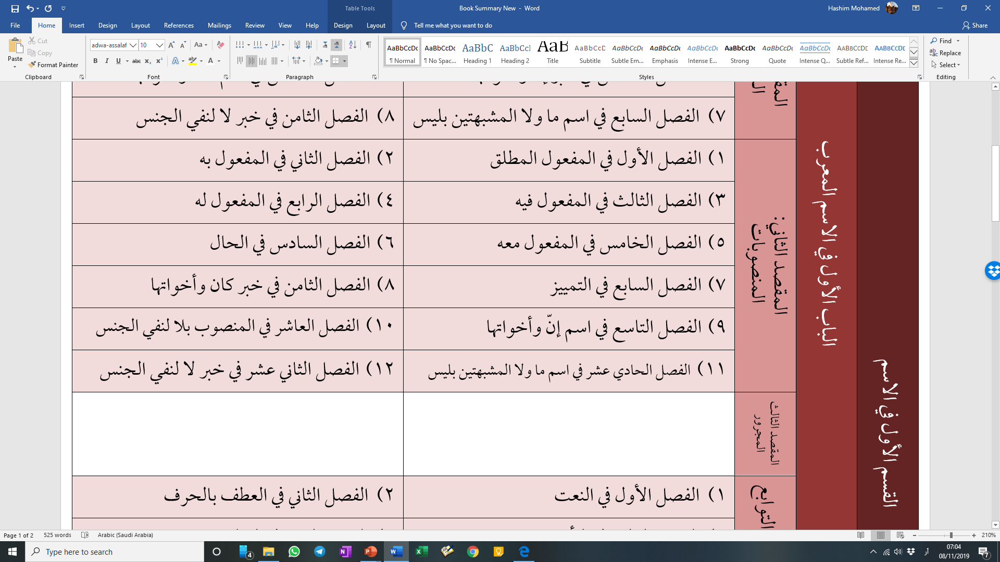 Book Summary New - Word
Table Tools
Hashim Mohamed
File
Home
Insert
Design
Layout
References
Mailings
Review
View
Help
Design
Layout
Tell me what you want to do
Share
Paste
Cut
Copy
Format Painter
Clipboard
adwa-assalaf
10
Font
Paragraph
AaBbCcDc
¶ Normal
AaBbCcDc
¶ No Spac...
AaBbC
Heading 1
AaBbCcI
Heading 2
AaB
Title
AaBbCcD
Subtitle
AaBbCcDc
Subtle Em...
AaBbCcDc
Emphasis
AaBbCcDc
Intense E...
AaBbCcDc
Strong
AaBbCcDc
Quote
AaBbCcDc
Intense Q...
AaBbCcDc
Subtle Ref...
AaBbCcDc
Intense Re...
Styles
Find
Replace
Select
Editing
القسم الأول في الاسم
الباب الأول في الاسم المعرب
٧) الفصل السابع في اسم ما ولا المشبهتين بليس
٨) الفصل الثامن في خبر لا لنفي الجنس
المقصد الثاني:
المنصوبات
١) الفصل الأول في المفعول المطلق
٢) الفصل الثاني في المفعول به
٣) الفصل الثالث في المفعول فيه
٤) الفصل الرابع في المفعول له
٥) الفصل الخامس في المفعول معه
٦) الفصل السادس في الحال
٧) الفصل السابع في التمييز
٨) الفصل الثامن في خبر كان وأخواتها
٩) الفصل التاسع في اسم إنّ وأخواتها
١٠) الفصل العاشر في المنصوب بلا لنفي الجنس
١١) الفصل الحادي عشر في اسم ما ولا المشبهتين بليس
١٢) الفصل الثاني عشر في خبر لا لنفي الجنس
المقصد الثالث
المجرور
التوابع
١) الفصل الأول في النعت
٢) الفصل الثاني في العطف بالحرف
Page 1 of 2
525 words
Arabic (Saudi Arabia)
210%
Type here to search
4
07:04
08/11/2019
7